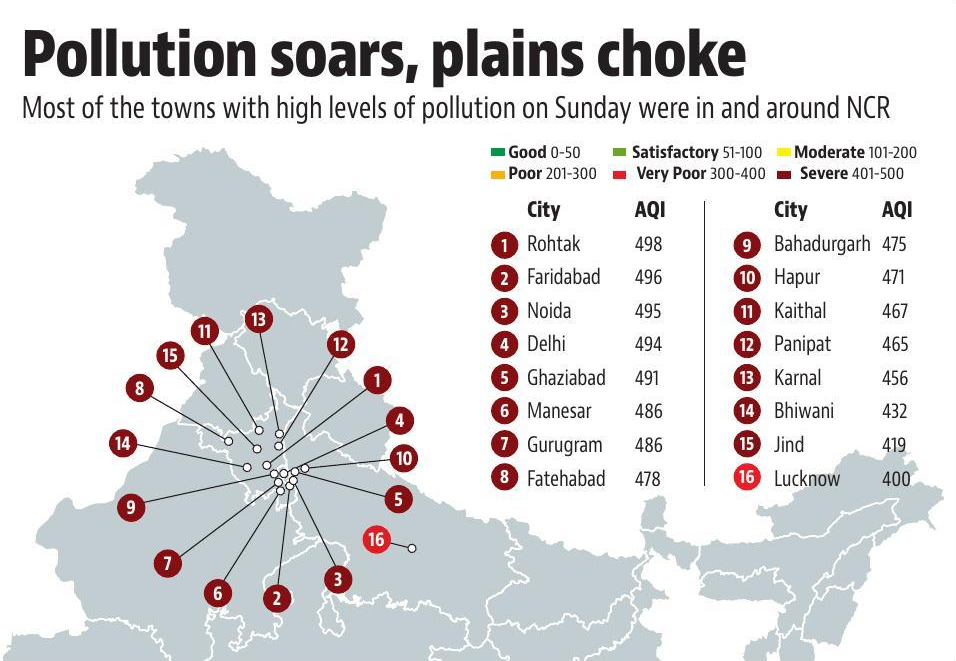 Pollution soars, plains choke
Most of the towns with high levels of pollution on Sunday were in and around NCR
Good 0-50 Satisfactory 51-100 Moderate 101-200
Poor 201-300 Very Poor 300-400 Severe 401-500
City AQI City AQI
1 Rohtak 498 9 Bahadurgarh 475
2 Faridabad 496 10 Hapur 471
3 Noida 495 11 Kaithal 467
4 Delhi 494 12 Panipat 465
5 Ghaziabad 491 13 Karnal 456
6 Manesar 486 14 Bhiwani 432
7 Gurugram 486 15 Jind 419
8 Fatehabad 478 16 Lucknow 400
13
11
12
15
1
8
4
14
10
5
9
16
7
3
6
2